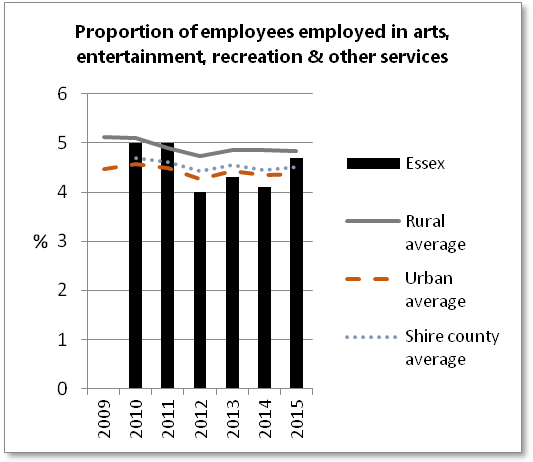 Proportion of employees employed in arts,
entertainment, recreation & other services
6
5
4
3
2
1
0
%
2009
2010
2011
2012
2013
2014
2015
Essex
Rural
average
Urban
average
Shire county
average